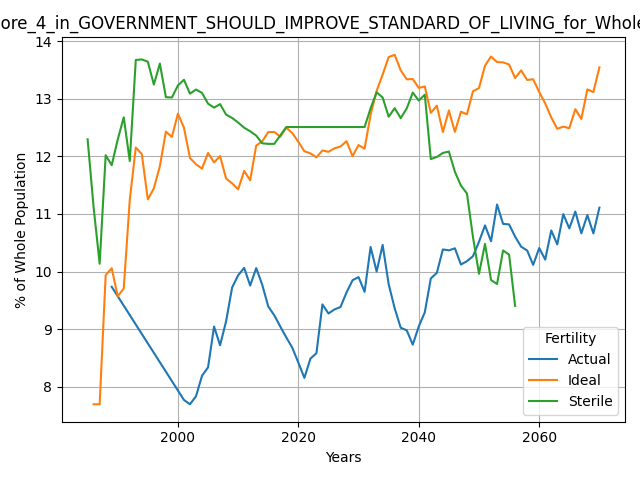 ore_4_in_GOVERNMENT_SHOULD_IMPROVE_STANDARD_OF_LIVING_for_Whole
14
13
12
11
10
9
8
% of Whole Population
2000
2020
2040
2060
Years
Fertility
Actual
Ideal
Sterile